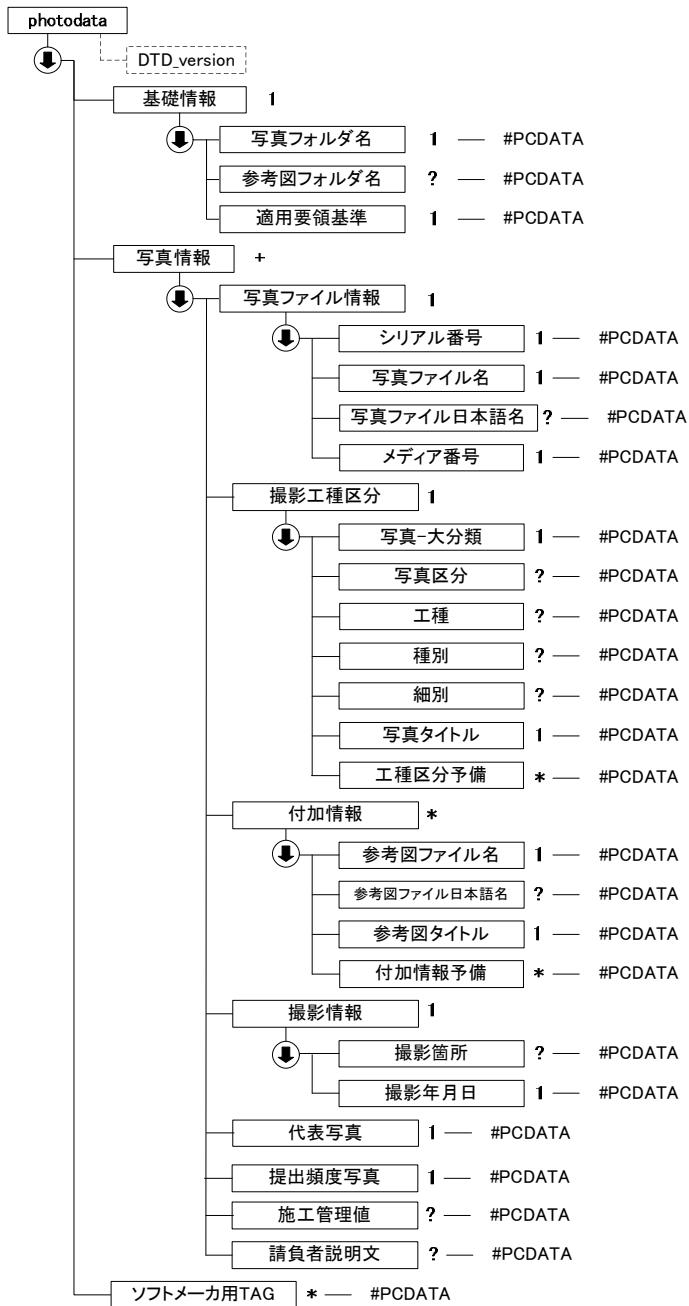 photodata
DTD_version
基礎情報 1
写真フォルダ名 1 — #PCDATA
参考図フォルダ名 ? — #PCDATA
適用要領基準 1 — #PCDATA
写真情報 +
写真ファイル情報 1
シリアル番号 1 — #PCDATA
写真ファイル名 1 — #PCDATA
写真ファイル日本語名 ? — #PCDATA
メディア番号 1 — #PCDATA
撮影工種区分 1
写真-大分類 1 — #PCDATA
写真区分 ? — #PCDATA
工種 ? — #PCDATA
種別 ? — #PCDATA
細別 ? — #PCDATA
写真タイトル 1 — #PCDATA
工種区分予備 * — #PCDATA
付加情報 *
参考図ファイル名 1 — #PCDATA
参考図ファイル日本語名 ? — #PCDATA
参考図タイトル 1 — #PCDATA
付加情報予備 * — #PCDATA
撮影情報 1
撮影箇所 ? — #PCDATA
撮影年月日 1 — #PCDATA
代表写真 1 — #PCDATA
提出頻度写真 1 — #PCDATA
施工管理値 ? — #PCDATA
請負者説明文 ? — #PCDATA
ソフトメーカ用TAG * — #PCDATA